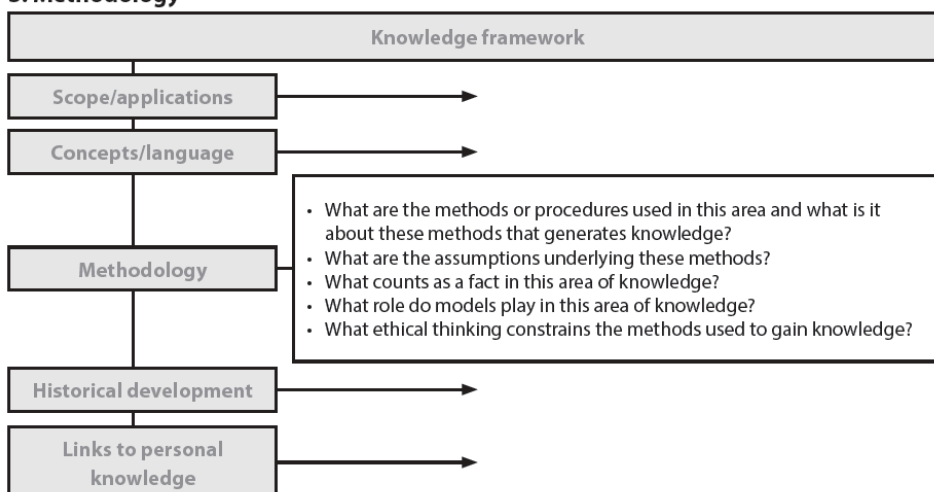 3. Methodology
Knowledge framework
Scope/applications
Concepts/language
• What are the methods or procedures used in this area and what is it
about these methods that generates knowledge?
• What are the assumptions underlying these methods?
• What counts as a fact in this area of knowledge?
• What role do models play in this area of knowledge?
• What ethical thinking constrains the methods used to gain knowledge?
Methodology
Historical development
Links to personal
knowledge